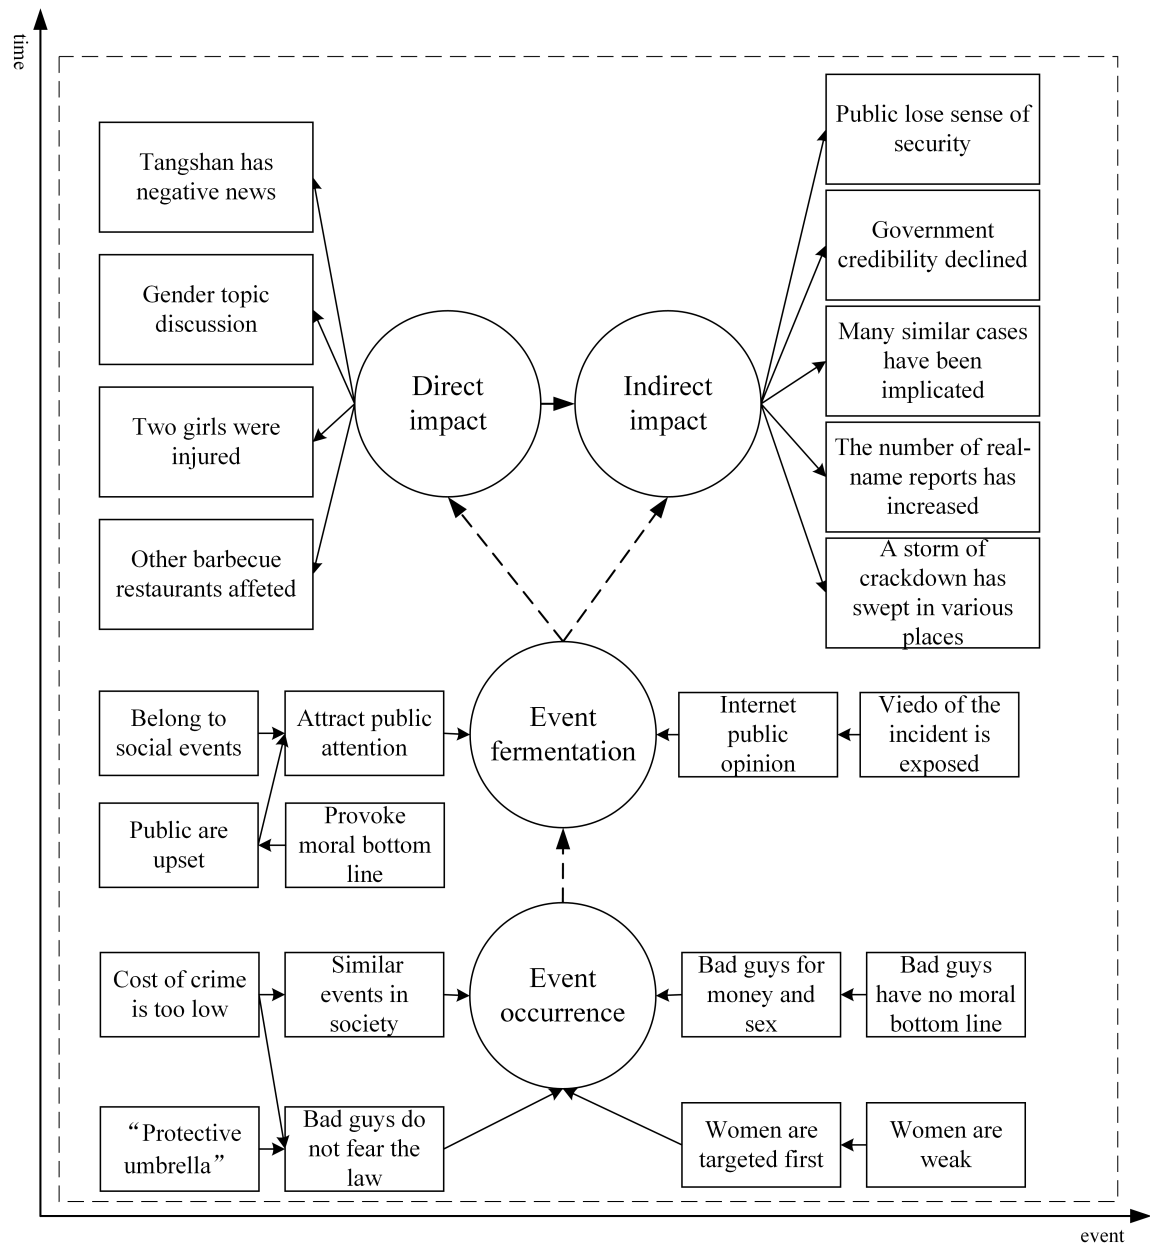 time
Tangshan has
negative news
Gender topic
discussion
Two girls were
injured
Other barbecue
restaurants affeted
Direct
impact
Indirect
impact
Public lose sense of
security
Government
credibility declined
Many similar cases
have been
implicated
The number of real-
name reports has
increased
A storm of
crackdown has
swept in various
places
Belong to
social events
Attract public
attention
Public are
upset
Provoke
moral bottom
line
Event
fermentation
Internet
public
opinion
Viedo of the
incident is
exposed
Cost of crime
is too low
Similar
events in
society
“Protective
umbrella”
Bad guys do
not fear the
law
Event
occurrence
Bad guys for
money and
sex
Bad guys
have no moral
bottom line
Women are
targeted first
Women are
weak
event